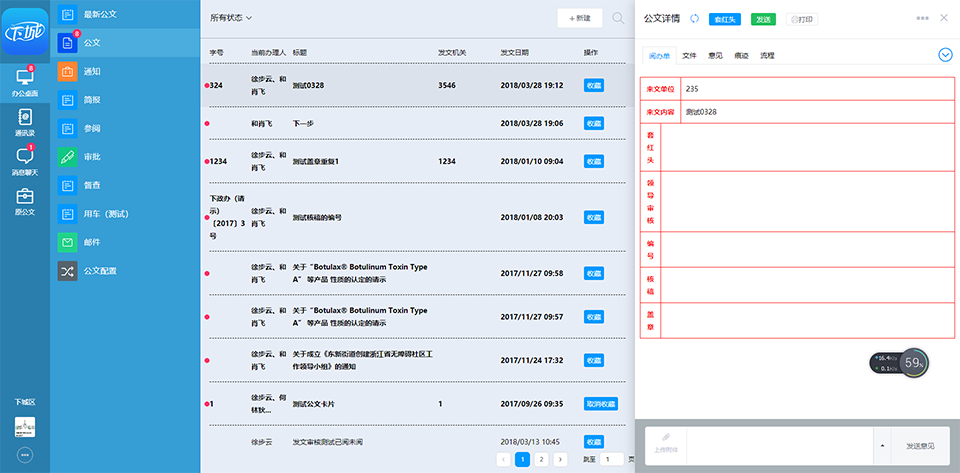 下城
8
办公桌面
通讯录
1
消息聊天
原公文
下城区
最新公文
8
公文
通知
简报
参阅
审批
督查
用车（测试）
邮件
公文配置
所有状态
+新建
字号 当前办理人 标题 发文机关 发文日期 操作
324 徐步云、和肖飞 测试0328 3546 2018/03/28 19:12 收藏
和肖飞 下一步 2018/03/28 19:06 收藏
1234 徐步云、和肖飞 测试盖章重复1 1234 2018/01/10 09:04 收藏
下政办（请示）〔2017〕3号 徐步云、和肖飞 测试核稿的编号 2018/01/08 20:03 收藏
徐步云、和肖飞 关于“Botulax® Botulinum Toxin Type A” 等产品 性质的认定的请示 2017/11/27 09:58 收藏
徐步云、和肖飞 关于“Botulax® Botulinum Toxin Type A” 等产品 性质的认定的请示 2017/11/27 09:57 收藏
徐步云、和肖飞 关于成立《东新街道创建浙江省无障碍社区工作领导小组》的通知 2017/11/24 17:32 收藏
1 徐步云、何林狄... 测试公文卡片 1 2017/09/26 09:35 取消收藏
徐步云 发文审核测试已阅未阅 2018/03/13 10:45 收藏
1 2 跳至 1 页
公文详情 套红头 发送 打印
阅办单 文件 意见 痕迹 流程
来文单位 235
来文内容 测试0328
套红头
领导审核
编号
核稿
盖章
16.4K/s
0.1K/s
59%
上传附件
发送意见